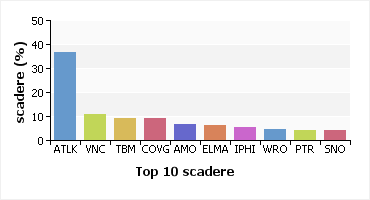 50
40
30
20
10
0
scadere (%)
ATLK VNC TBM COVG AMO ELMA IPHI WRO PTR SNO
Top 10 scadere